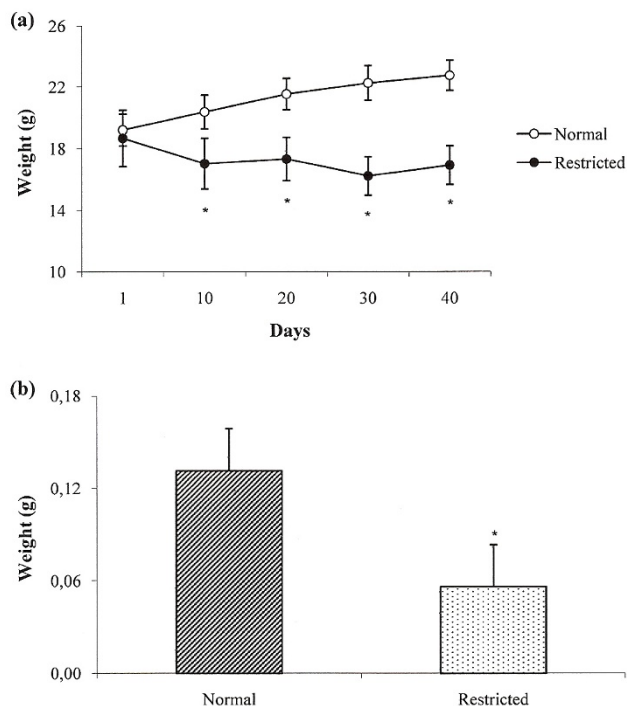 (a)
26
22
18
14
10
Weight (g)
Normal
Restricted
* * * *
1 10 20 30 40
Days
(b)
0,18
0,12
0,06
0,00
Weight (g)
*
Normal Restricted